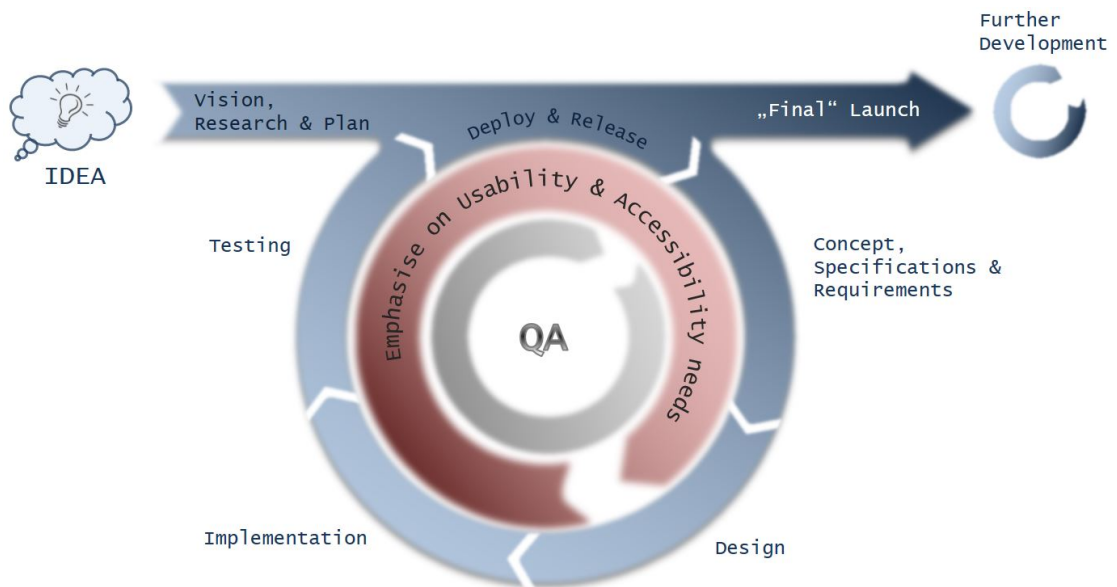 Further
Development
Vision,
Research & Plan
Deploy & Release
„Final“ Launch
IDEA
Emphasise on Usability & Accessibility needs
Testing
Concept,
Specifications &
Requirements
QA
Implementation
Design